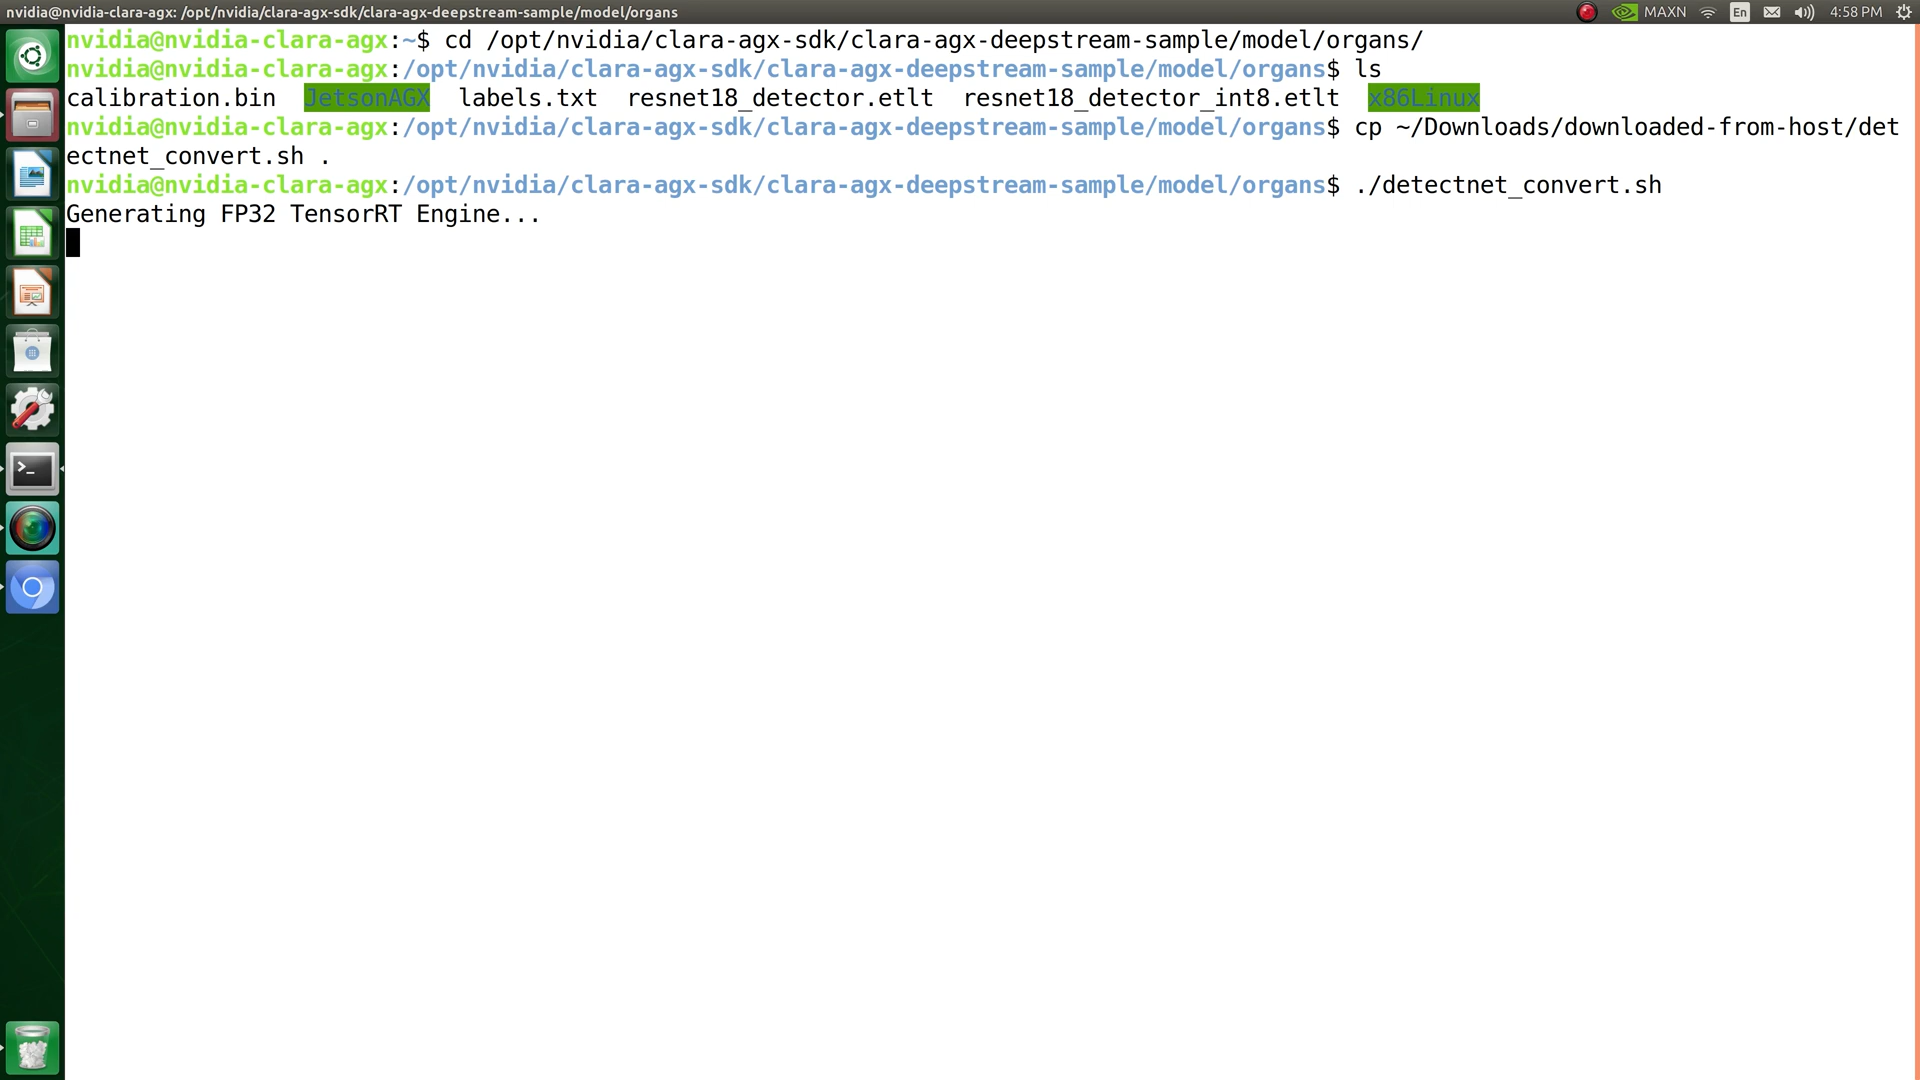 nvidia@nvidia-clara-agx: /opt/nvidia/clara-agx-sdk/clara-agx-deepstream-sample/model/organs
MAXN En 4:58 PM
nvidia@nvidia-clara-agx:~$ cd /opt/nvidia/clara-agx-sdk/clara-agx-deepstream-sample/model/organs/
nvidia@nvidia-clara-agx:/opt/nvidia/clara-agx-sdk/clara-agx-deepstream-sample/model/organs$ ls
calibration.bin  JetsonAGX  labels.txt  resnet18_detector.etlt  resnet18_detector_int8.etlt  x86Linux
nvidia@nvidia-clara-agx:/opt/nvidia/clara-agx-sdk/clara-agx-deepstream-sample/model/organs$ cp ~/Downloads/downloaded-from-host/det
ectnet_convert.sh .
nvidia@nvidia-clara-agx:/opt/nvidia/clara-agx-sdk/clara-agx-deepstream-sample/model/organs$ ./detectnet_convert.sh
Generating FP32 TensorRT Engine...